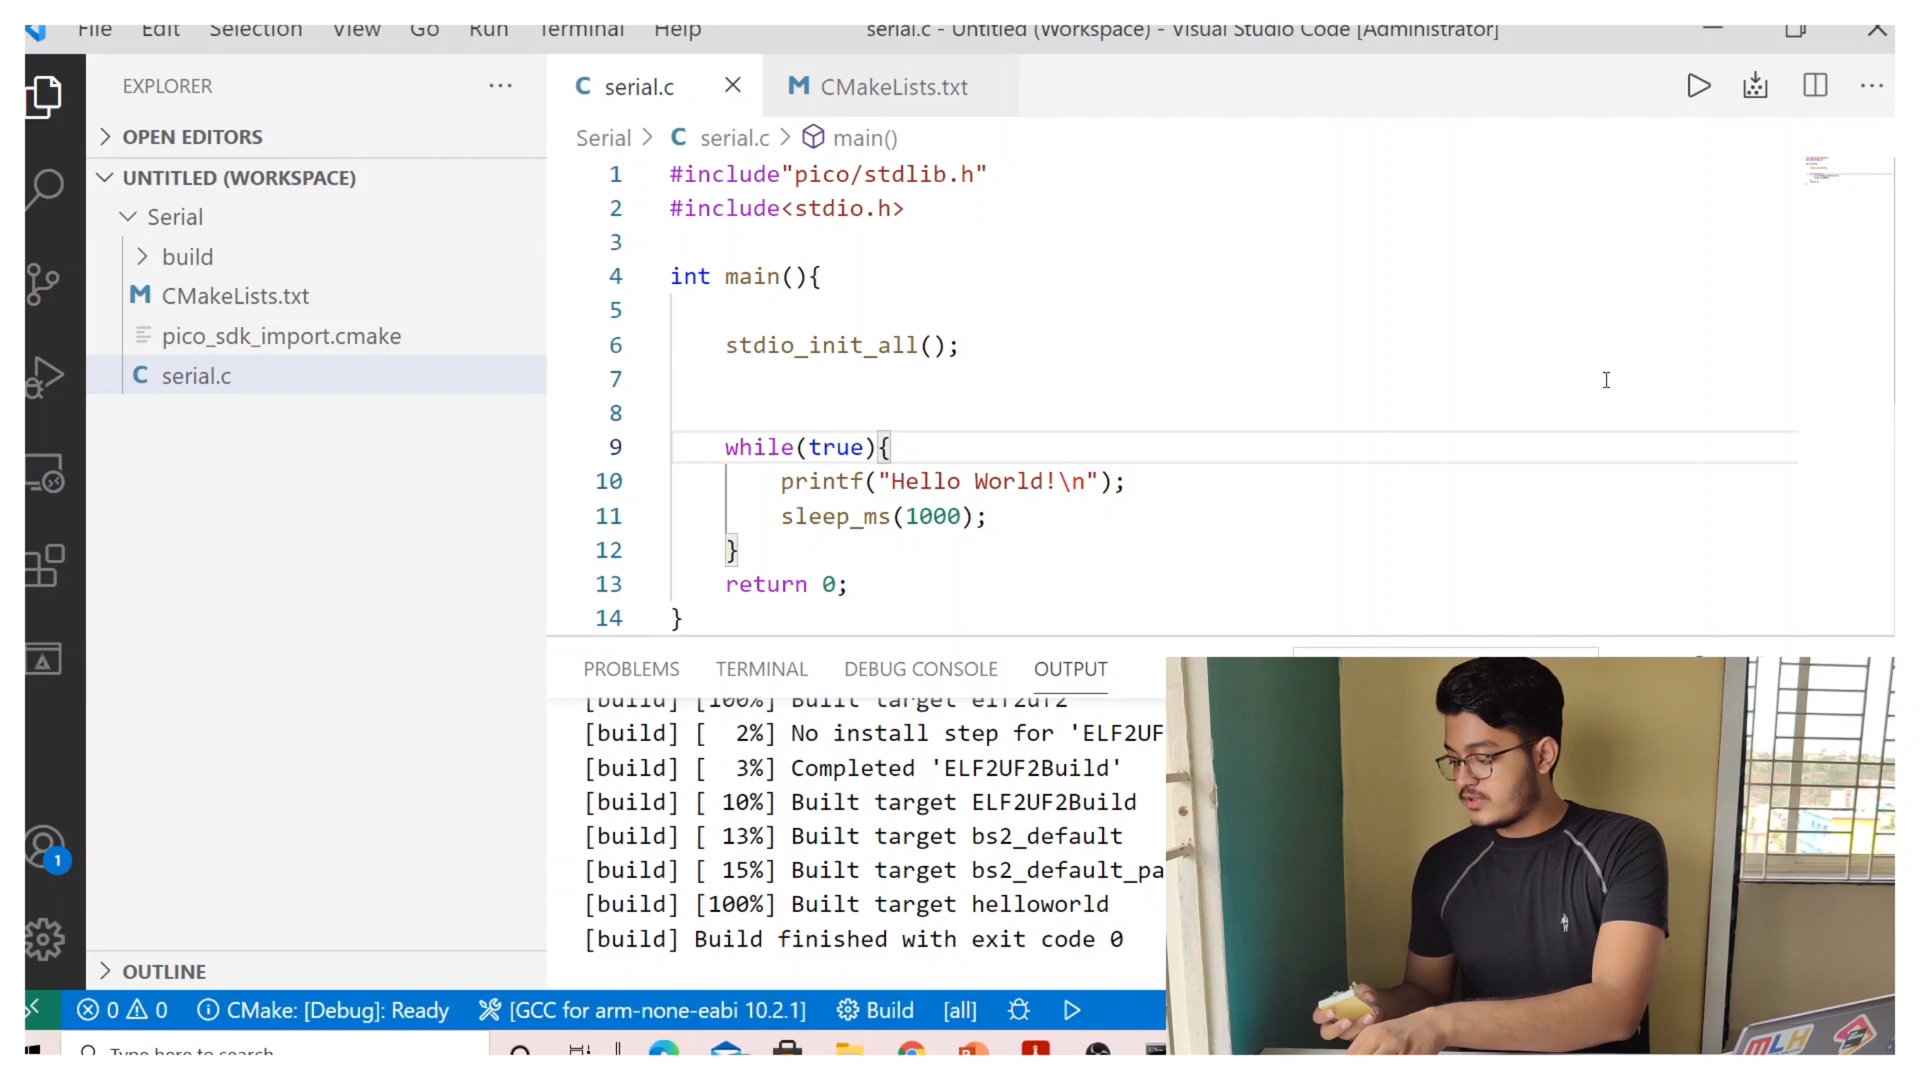 File Edit Selection View Go Run Terminal Help serial.c - Untitled (Workspace) - Visual Studio Code [Administrator]
EXPLORER
OPEN EDITORS
UNTITLED (WORKSPACE)
Serial
build
CMakeLists.txt
pico_sdk_import.cmake
serial.c
OUTLINE
1
C serial.c M CMakeLists.txt
Serial > C serial.c > main()
1 #include"pico/stdlib.h"
2 #include<stdio.h>
3
4 int main(){
5
6 stdio_init_all();
7
8
9 while(true){
10 printf("Hello World!\n");
11 sleep_ms(1000);
12 }
13 return 0;
14 }
PROBLEMS TERMINAL DEBUG CONSOLE OUTPUT
[build] [100%] Built target elf2uf2
[build] [ 2%] No install step for 'ELF2UF
[build] [ 3%] Completed 'ELF2UF2Build'
[build] [ 10%] Built target ELF2UF2Build
[build] [ 13%] Built target bs2_default
[build] [ 15%] Built target bs2_default_pa
[build] [100%] Built target helloworld
[build] Build finished with exit code 0
0 0 CMake: [Debug]: Ready [GCC for arm-none-eabi 10.2.1] Build [all]
Type here to search
MLH